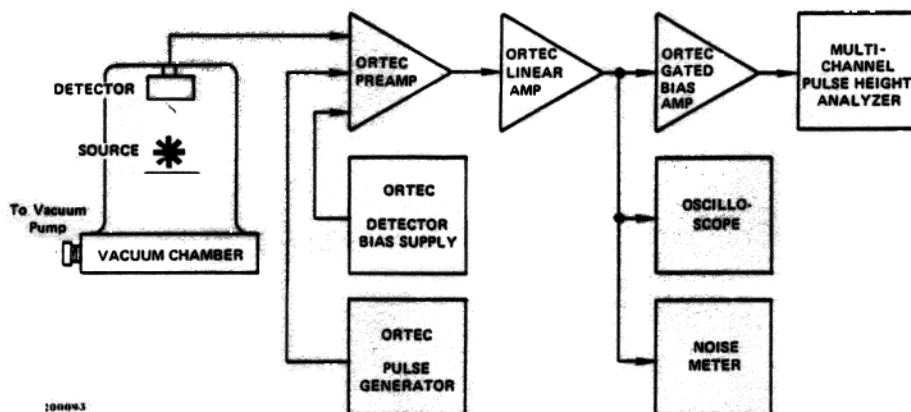 DETECTOR
SOURCE
To Vacuum
Pump
VACUUM CHAMBER
ORTEC
PREAMP
ORTEC
LINEAR
AMP
ORTEC
GATED
BIAS
AMP
MULTI-
CHANNEL
PULSE HEIGHT
ANALYZER
ORTEC
DETECTOR
BIAS SUPPLY
OSCILLO-
SCOPE
ORTEC
PULSE
GENERATOR
NOISE
METER